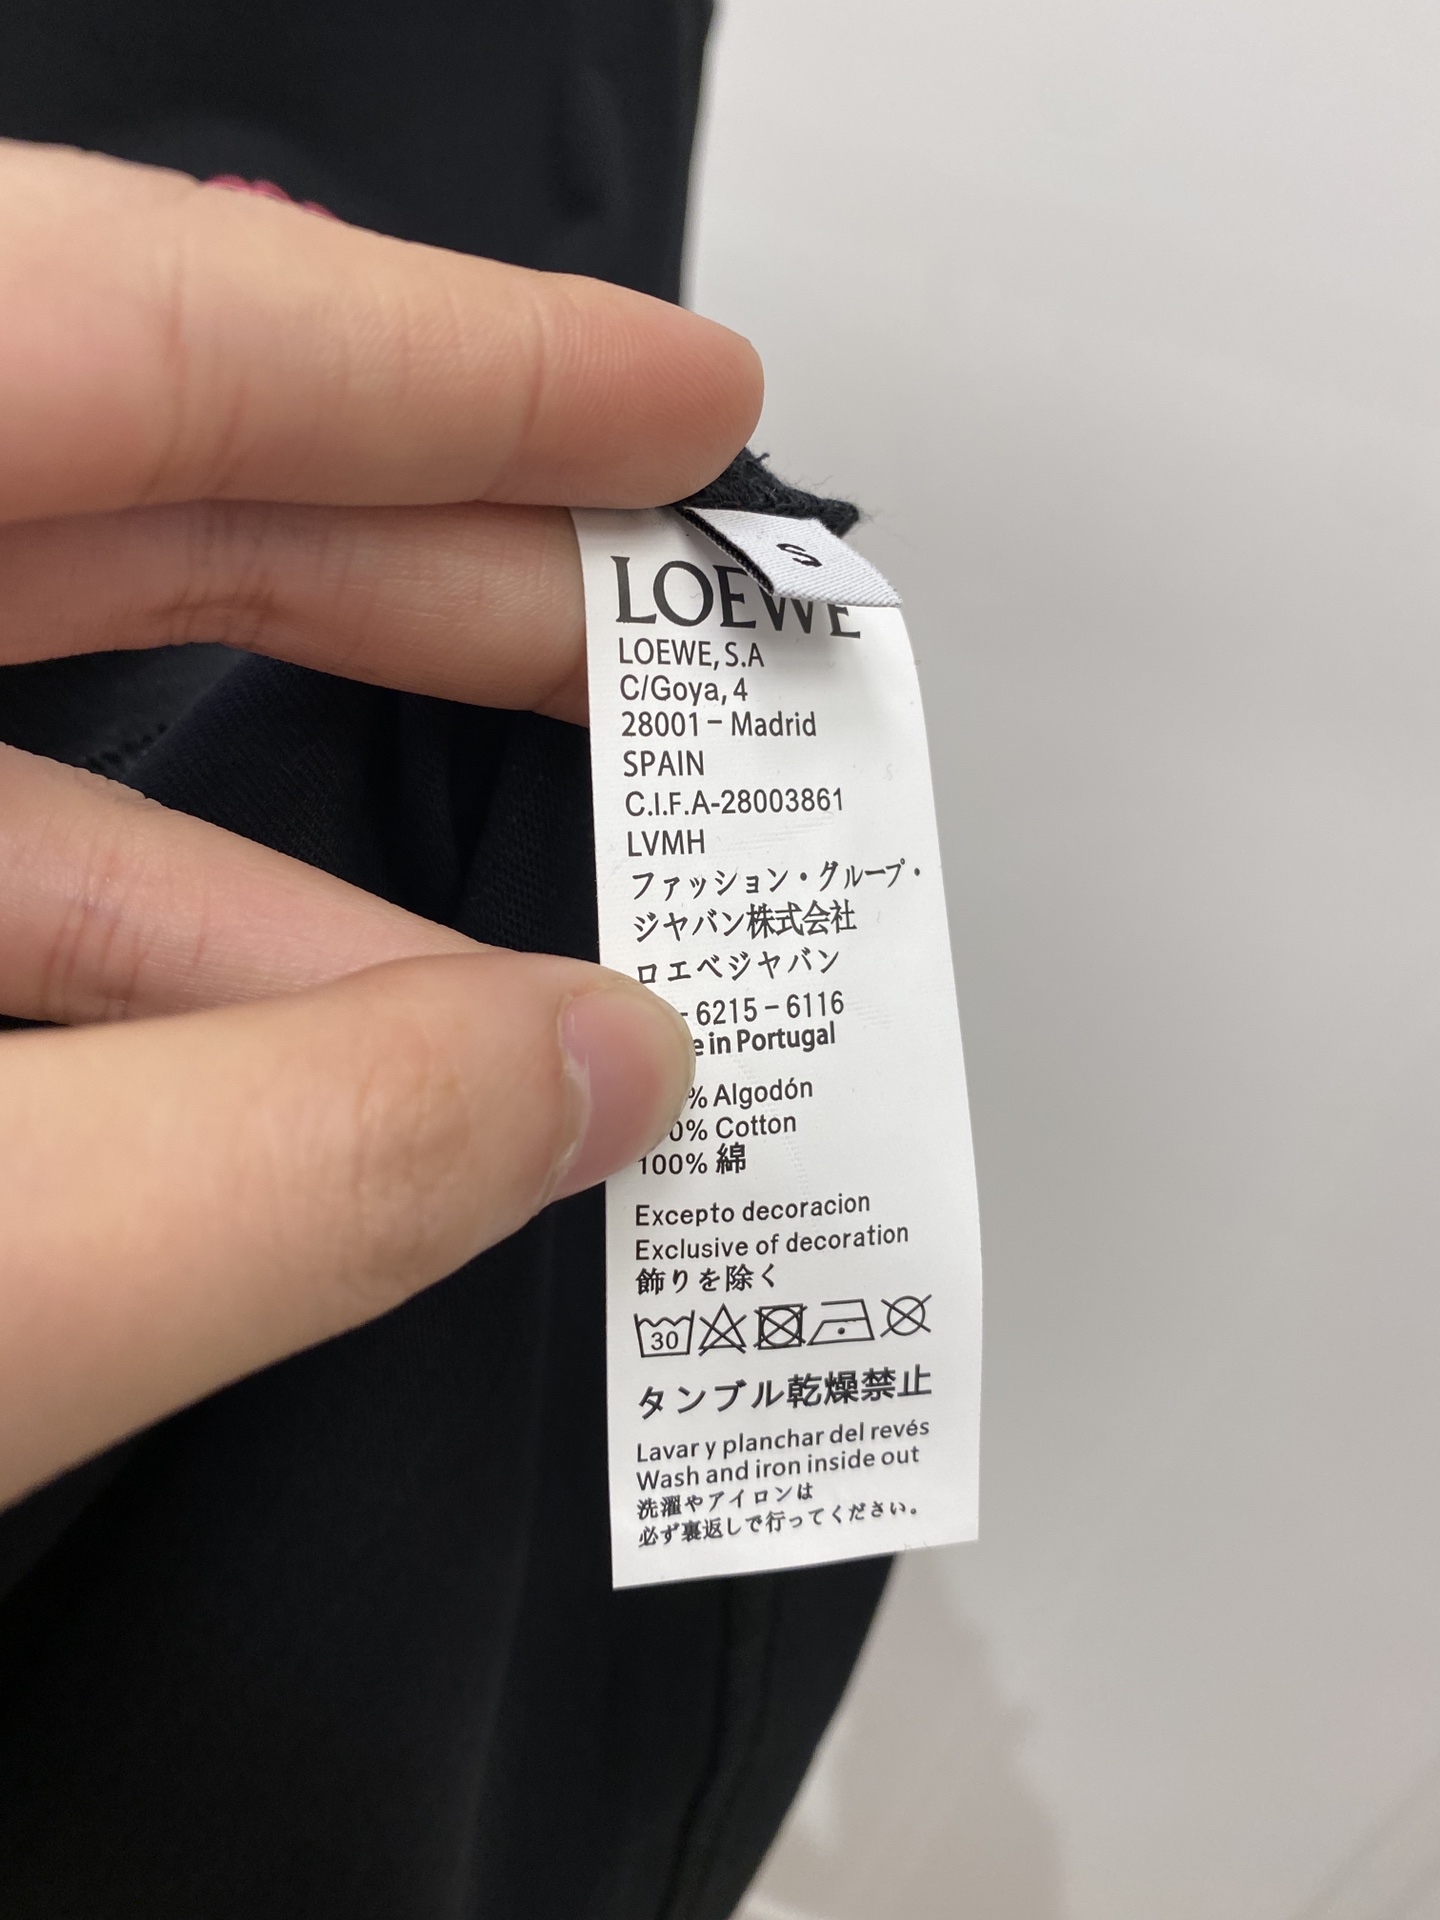 S
LOEWE
LOEWE, S.A
C/Goya, 4
28001 – Madrid
SPAIN
C.I.F.A-28003861
LVMH
ファッション・グループ・
ジヤバン株式会社
ロエベジヤバン
- 6215 – 6116
in Portugal
% Algodón
0% Cotton
100% 綿
Excepto decoracion
Exclusive of decoration
飾りを除く
30
タンブル乾燥禁止
Lavar y planchar del revés
Wash and iron inside out
洗濯やアイロンは
必ず裏返しで行ってください。